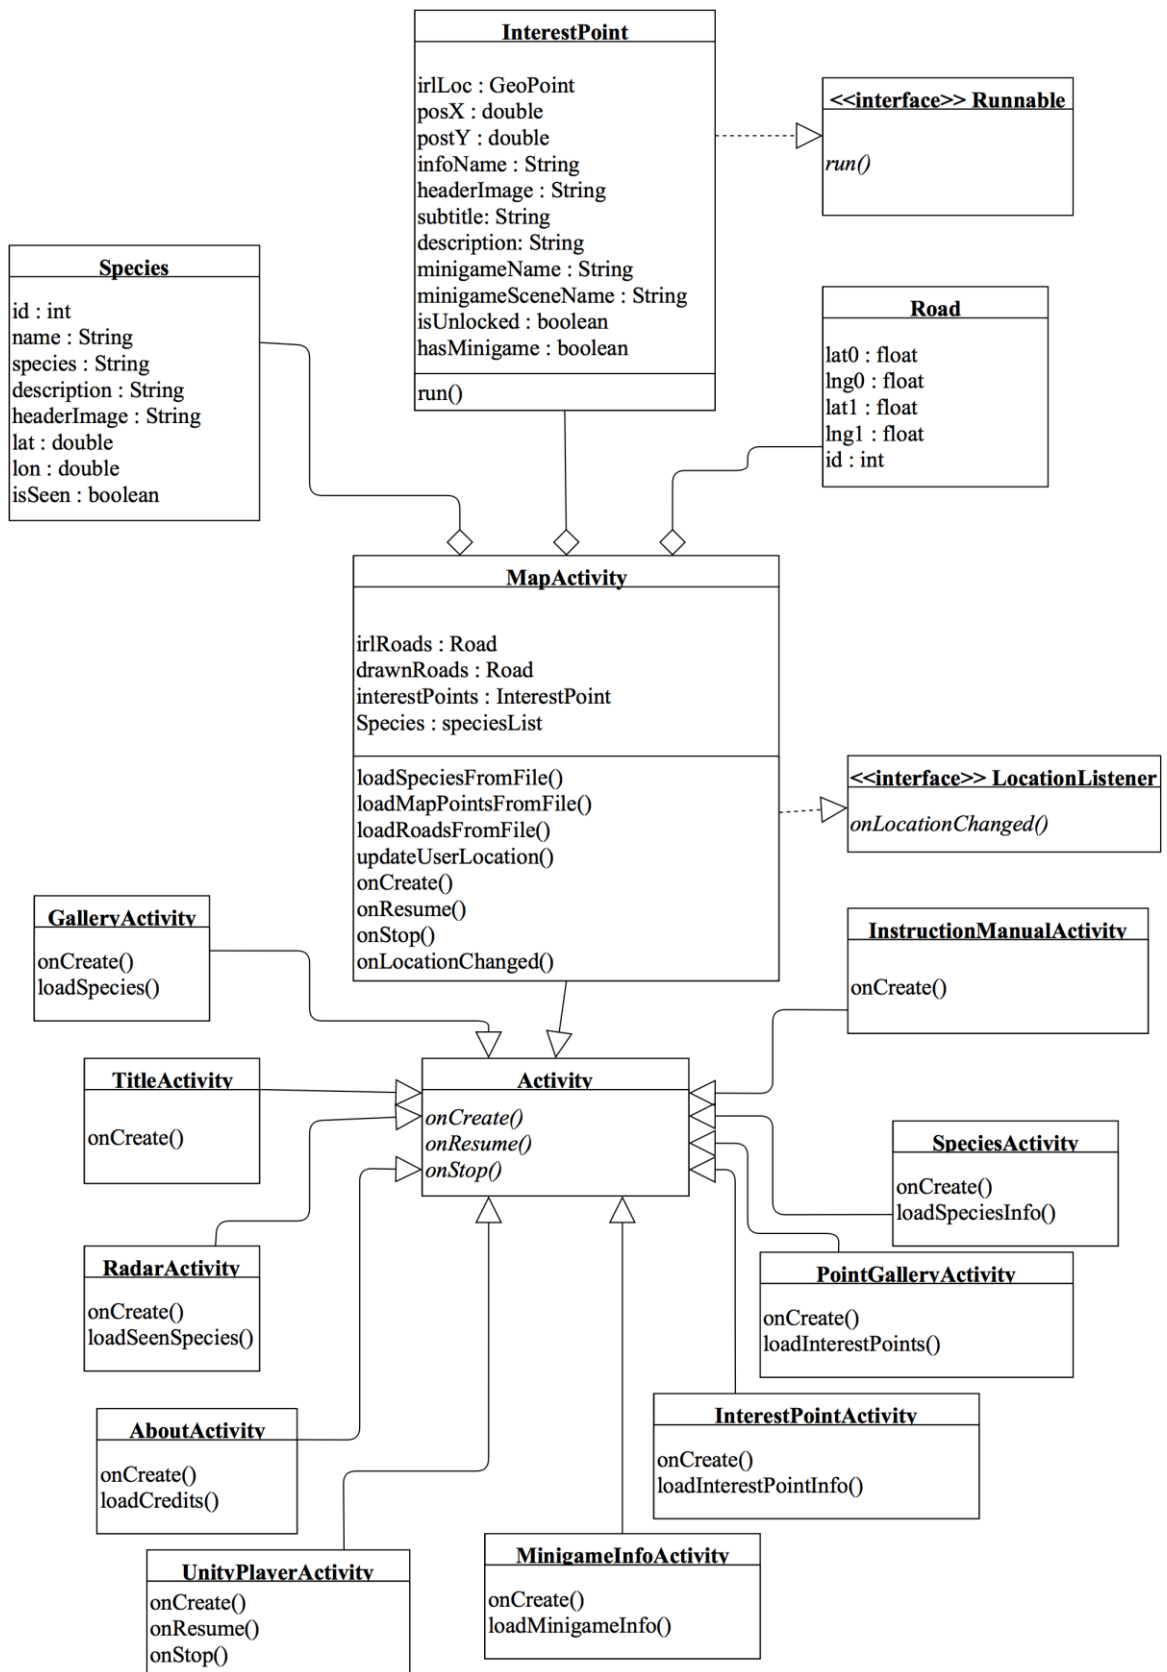 InterestPoint
irlLoc : GeoPoint
posX : double
postY : double
infoName : String
headerImage : String
subtitle: String
description: String
minigameName : String
minigameSceneName : String
isUnlocked : boolean
hasMinigame : boolean
run()
<<interface>> Runnable
run()
Species
id : int
name : String
species : String
description : String
headerImage : String
lat : double
lon : double
isSeen : boolean
Road
lat0 : float
lng0 : float
lat1 : float
lng1 : float
id : int
MapActivity
irlRoads : Road
drawnRoads : Road
interestPoints : InterestPoint
Species : speciesList
loadSpeciesFromFile()
loadMapPointsFromFile()
loadRoadsFromFile()
updateUserLocation()
onCreate()
onResume()
onStop()
onLocationChanged()
<<interface>> LocationListener
onLocationChanged()
GalleryActivity
onCreate()
loadSpecies()
InstructionManualActivity
onCreate()
TitleActivity
onCreate()
Activity
onCreate()
onResume()
onStop()
SpeciesActivity
onCreate()
loadSpeciesInfo()
RadarActivity
onCreate()
loadSeenSpecies()
PointGalleryActivity
onCreate()
loadInterestPoints()
AboutActivity
onCreate()
loadCredits()
InterestPointActivity
onCreate()
loadInterestPointInfo()
UnityPlayerActivity
onCreate()
onResume()
onStop()
MinigameInfoActivity
onCreate()
loadMinigameInfo()